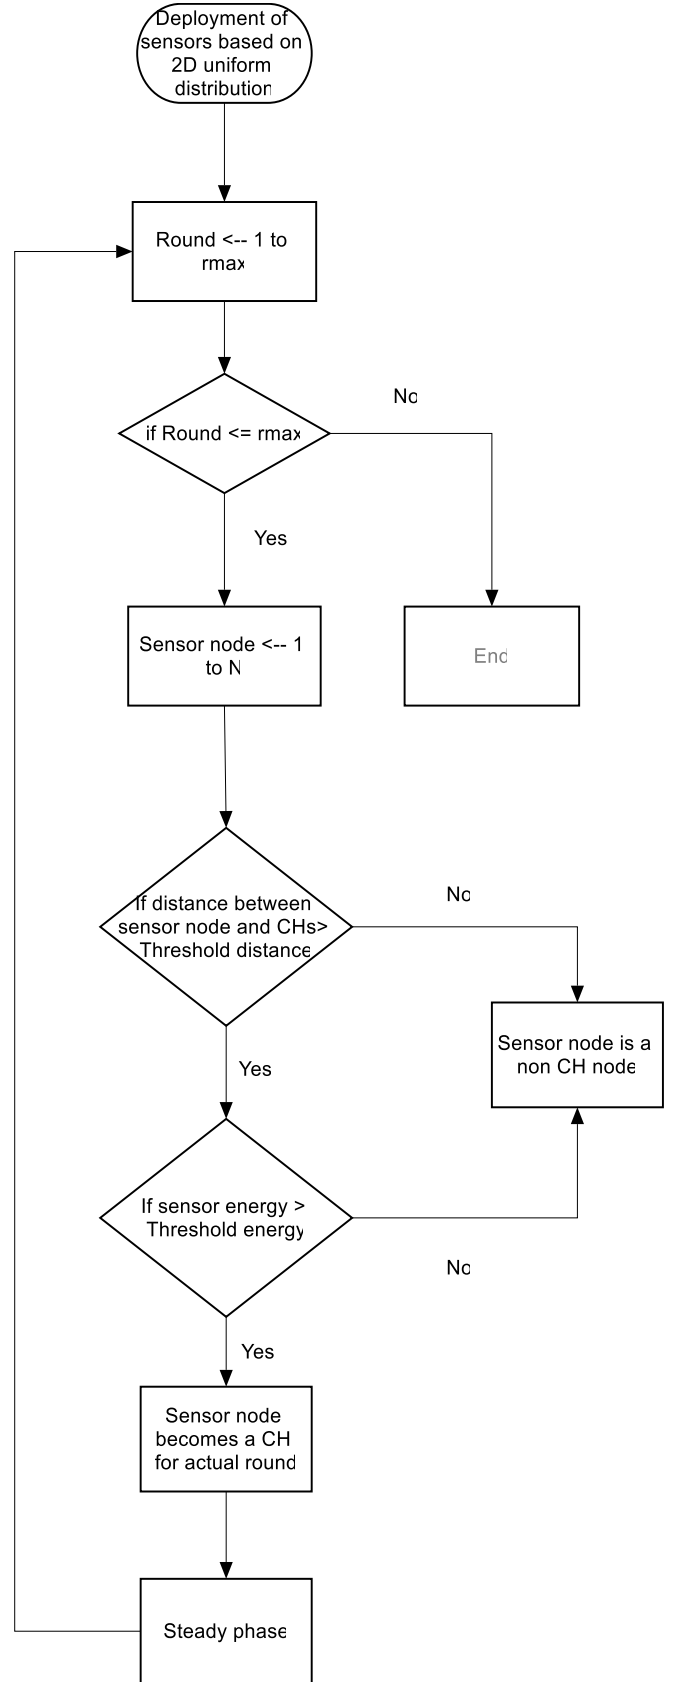 Deployment of
sensors based on
2D uniform
distribution
Round <-- 1 to
rmax
No
if Round <= rmax
Yes
Sensor node <-- 1
to N
End
If distance between
sensor node and CHs>
Threshold distance
No
Sensor node is a
non CH node
Yes
If sensor energy >
Threshold energy
No
Yes
Sensor node
becomes a CH
for actual round
Steady phase